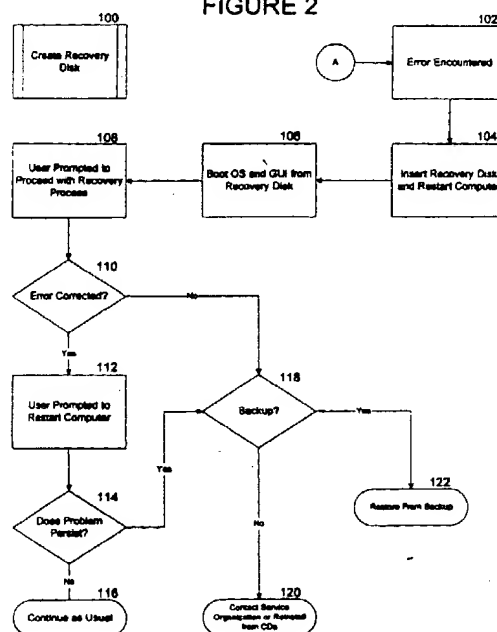 FIGURE 2
100
Create Recovery
Disk
A
102
Error Encountered
104
Insert Recovery Disk
and Restart Computer
106
Boot OS and GUI from
Recovery Disk
108
User Prompted to
Proceed with Recovery
Process
110
Error Corrected?
No
Yes
112
User Prompted to
Restart Computer
114
Does Problem
Persist?
Yes
No
116
Continue as Usual
118
Backup?
Yes
No
122
Restore From Backup
120
Contact Service
Organization or Reinstall
from CDs